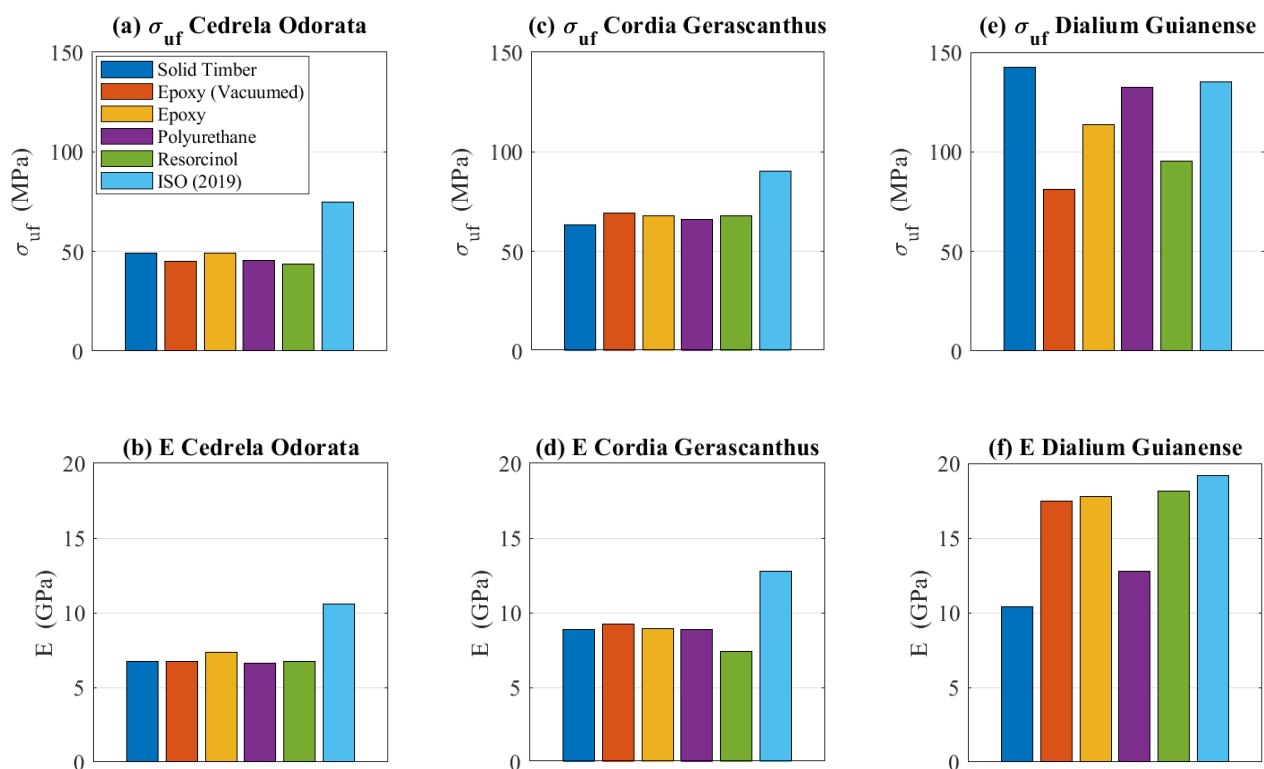 (a) σuf Cedrela Odorata
150
100
50
0
σuf (MPa)
Solid Timber
Epoxy (Vacuumed)
Epoxy
Polyurethane
Resorcinol
ISO (2019)
(c) σuf Cordia Gerascanthus
150
100
50
0
σuf (MPa)
(e) σuf Dialium Guianense
150
100
50
0
σuf (MPa)
(b) E Cedrela Odorata
20
15
10
5
0
E (GPa)
(d) E Cordia Gerascanthus
20
15
10
5
0
E (GPa)
(f) E Dialium Guianense
20
15
10
5
0
E (GPa)